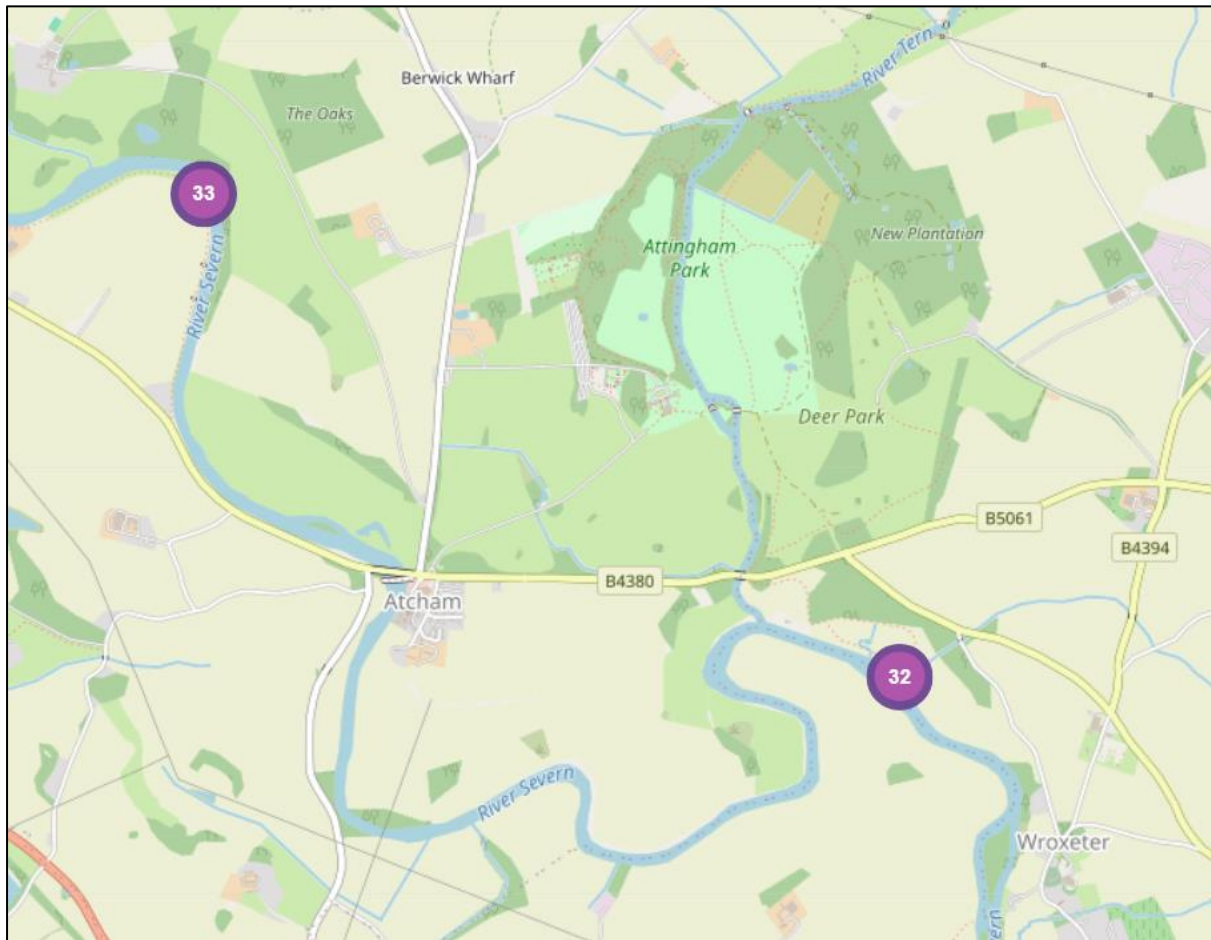 River Tern
Berwick Wharf
The Oaks
33
New Plantation
Attingham
Park
River Severn
Deer Park
B5061
B4394
B4380
Atcham
32
River Severn
Wroxeter
ern